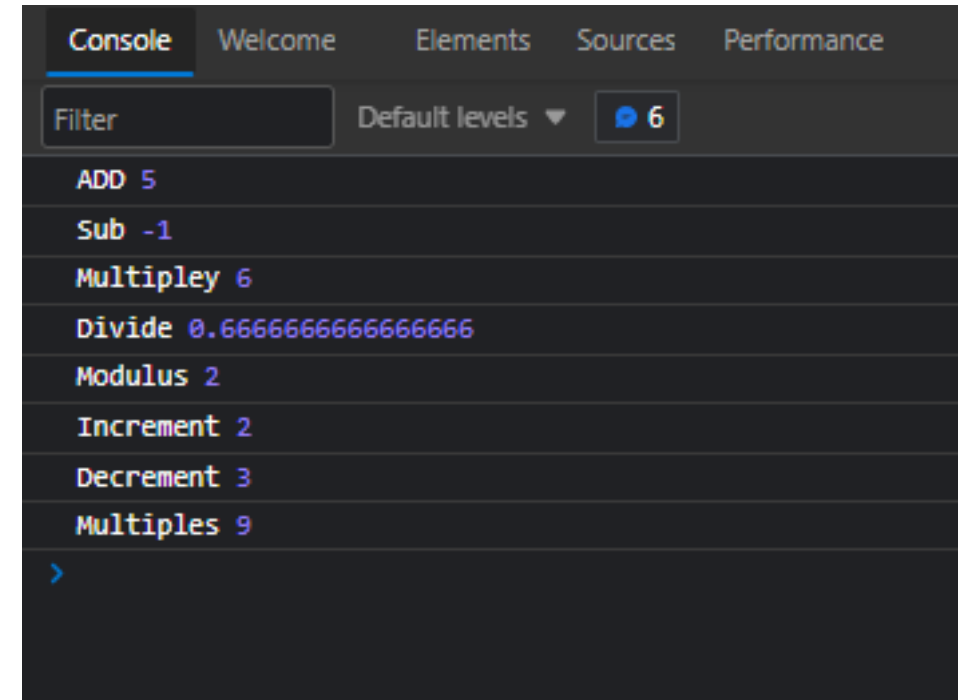 Console Welcome Elements Sources Performance
Filter Default levels 6
ADD 5
Sub -1
Multipley 6
Divide 0.6666666666666666
Modulus 2
Increment 2
Decrement 3
Multiples 9